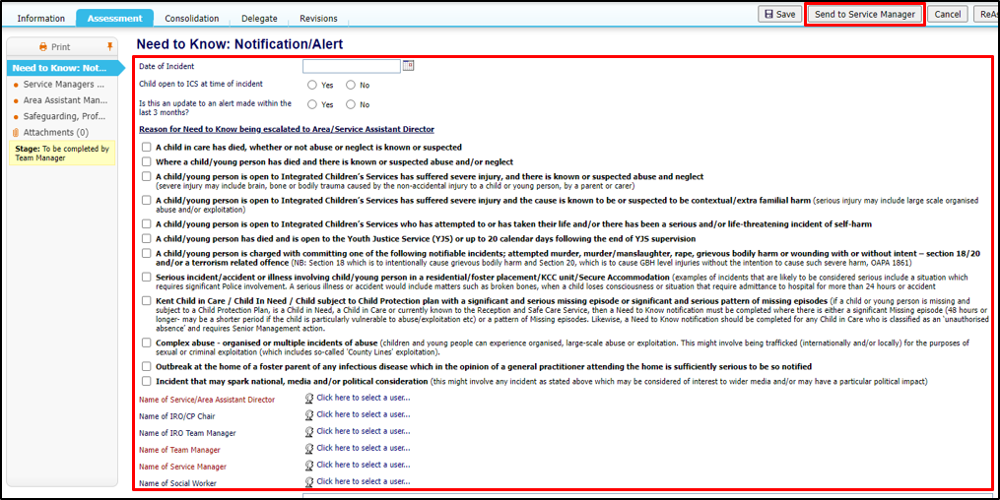 Information Assessment Consolidation Delegate Revisions Save Send to Service Manager Cancel ReAs
Print
Need to Know: Not...
Service Managers ...
Area Assistant Man...
Safeguarding, Prof...
Attachments (0)
Stage: To be completed by
Team Manager
Need to Know: Notification/Alert
Date of Incident
Child open to ICS at time of incident Yes No
Is this an update to an alert made within the
last 3 months? Yes No
Reason for Need to Know being escalated to Area/Service Assistant Director
A child in care has died, whether or not abuse or neglect is known or suspected
Where a child/young person has died and there is known or suspected abuse and/or neglect
A child/young person is open to Integrated Children's Services has suffered severe injury, and there is known or suspected abuse and neglect
(severe injury may include brain, bone or bodily trauma caused by the non-accidental injury to a child or young person, by a parent or carer)
A child/young person is open to Integrated Children's Services has suffered severe injury and the cause is known to be or suspected to be contextual/extra familial harm (serious injury may include large scale organised
abuse and/or exploitation)
A child/young person is open to Integrated Children's Services who has attempted to or has taken their life and/or there has been a serious and/or life-threatening incident of self-harm
A child/young person has died and is open to the Youth Justice Service (YJS) or up to 20 calendar days following the end of YJS supervision
A child/young person is charged with committing one of the following notifiable incidents; attempted murder, murder/manslaughter, rape, grievous bodily harm or wounding with or without intent – section 18/20
and/or a terrorism related offence (NB: Section 18 which is to intentionally cause grievous bodily harm and Section 20, which is to cause GBH level injuries without the intention to cause such severe harm, OAPA 1861)
Serious incident/accident or illness involving child/young person in a residential/foster placement/KCC unit/Secure Accommodation (examples of incidents that are likely to be considered serious include a situation which
requires significant Police involvement. A serious illness or accident would include matters such as broken bones, when a child loses consciousness or situation that require admittance to hospital for more than 24 hours or accident
Kent Child in Care / Child In Need / Child subject to Child Protection plan with a significant and serious missing episode or significant and serious pattern of missing episodes (if a child or young person is missing and
subject to a Child Protection Plan, is a Child in Need, a Child in Care or currently known to the Reception and Safe Care Service, then a Need to Know notification must be completed where there is either a significant Missing episode (48 hours or
longer- may be a shorter period if the child is particularly vulnerable to abuse/exploitation etc) or a pattern of Missing episodes. Likewise, a Need to Know notification should be completed for any Child in Care who is classified as an 'unauthorised
absence' and requires Senior Management action.
Complex abuse - organised or multiple incidents of abuse (children and young people can experience organised, large-scale abuse or exploitation. This might involve being trafficked (internationally and/or locally) for the purposes of
sexual or criminal exploitation (which includes so-called 'County Lines' exploitation).
Outbreak at the home of a foster parent of any infectious disease which in the opinion of a general practitioner attending the home is sufficiently serious to be so notified
Incident that may spark national, media and/or political consideration (this might involve any incident as stated above which may be considered of interest to wider media and/or may have a particular political impact)
Name of Service/Area Assistant Director Click here to select a user...
Name of IRO/CP Chair Click here to select a user...
Name of IRO Team Manager Click here to select a user...
Name of Team Manager Click here to select a user...
Name of Service Manager Click here to select a user...
Name of Social Worker Click here to select a user...